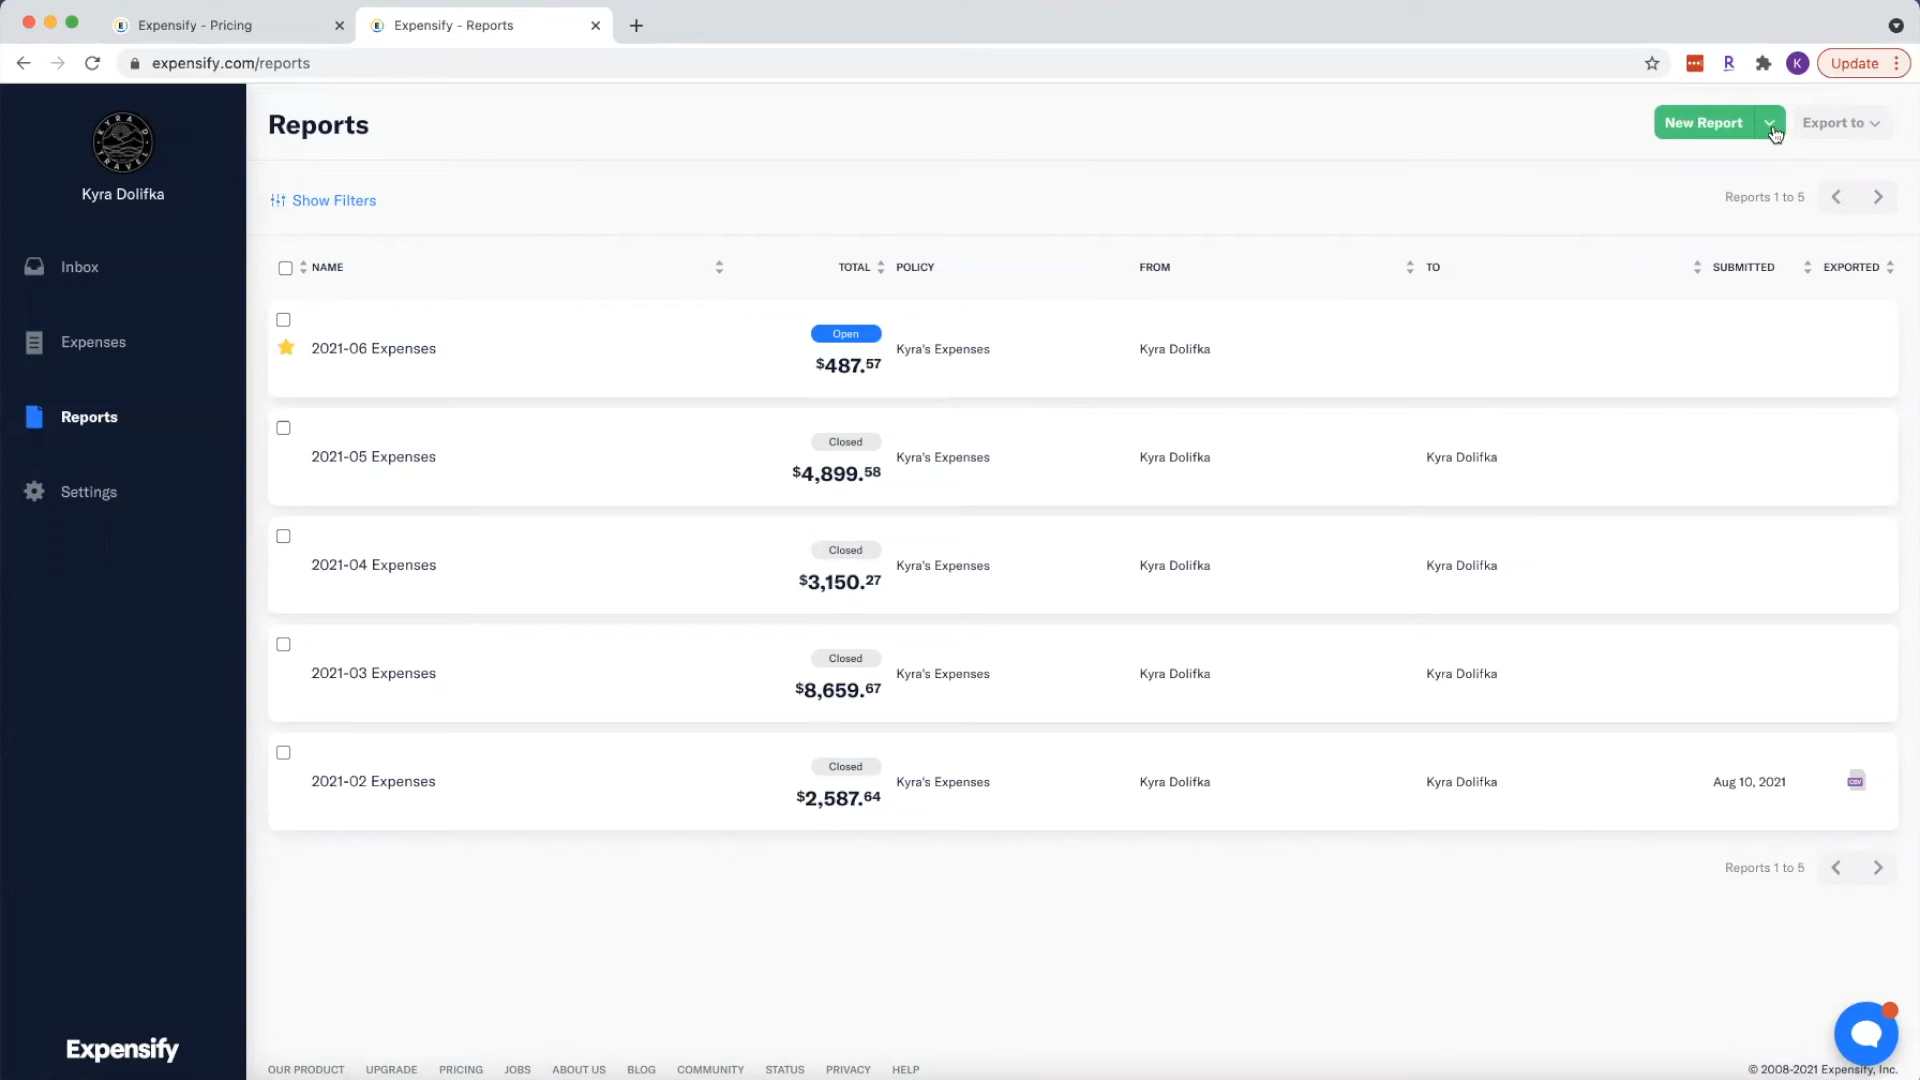 Expensify - Pricing
Expensify - Reports
expensify.com/reports
R
K
Update
KYRA D
TRAVEL
Kyra Dolifka
Inbox
Expenses
Reports
Settings
Expensify
Reports
New Report
Export to
Show Filters
Reports 1 to 5
NAME TOTAL POLICY FROM TO SUBMITTED EXPORTED
Open
2021-06 Expenses $487.57 Kyra's Expenses Kyra Dolifka
Closed
2021-05 Expenses $4,899.58 Kyra's Expenses Kyra Dolifka Kyra Dolifka
Closed
2021-04 Expenses $3,150.27 Kyra's Expenses Kyra Dolifka Kyra Dolifka
Closed
2021-03 Expenses $8,659.67 Kyra's Expenses Kyra Dolifka Kyra Dolifka
Closed
2021-02 Expenses $2,587.64 Kyra's Expenses Kyra Dolifka Kyra Dolifka Aug 10, 2021 CSV
Reports 1 to 5
OUR PRODUCT UPGRADE PRICING JOBS ABOUT US BLOG COMMUNITY STATUS PRIVACY HELP
© 2008-2021 Expensify, Inc.